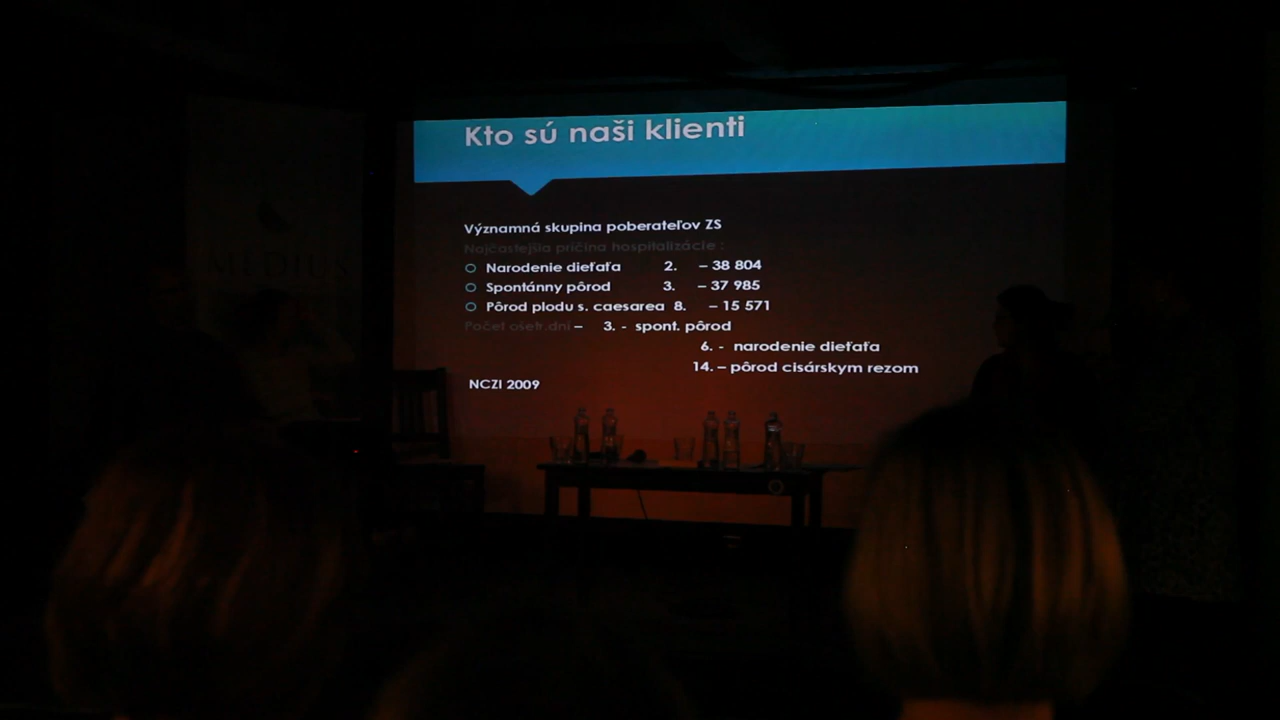 Kto sú naši klienti
MEDIUS
Významná skupina poberateľov ZS
Najčastejšia príčina hospitalizácie :
Narodenie dieťaťa 2. – 38 804
Spontánny pôrod 3. – 37 985
Pôrod plodu s. caesarea 8. – 15 571
Počet ošetr.dní – 3. - spont. pôrod
6. - narodenie dieťaťa
14. – pôrod cisárskym rezom
NCZI 2009